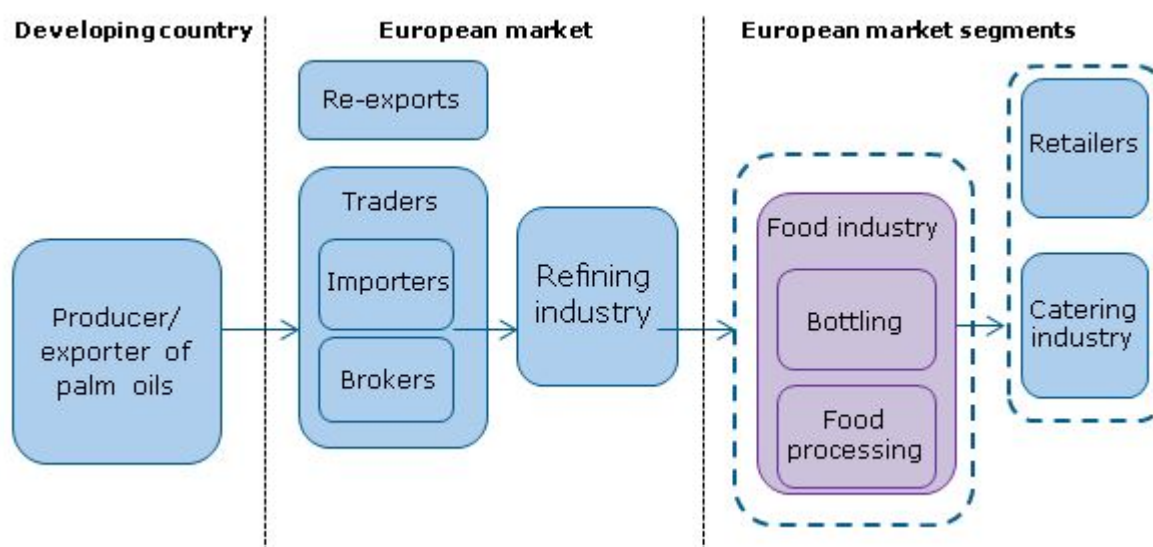 Developing country
European market
European market segments
Re-exports
Traders
Importers
Brokers
Producer/
exporter of
palm oils
Refining
industry
Food industry
Bottling
Food
processing
Retailers
Catering
industry